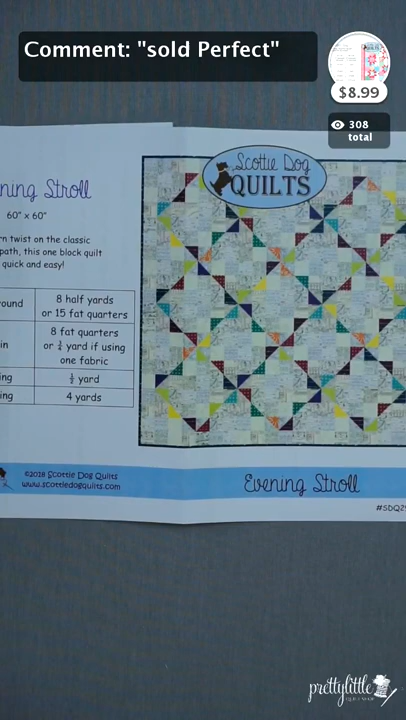 Comment: "sold Perfect"
$8.99
308
total
Scottie Dog
QUILTS
ning Stroll
60" x 60"
rn twist on the classic
path, this one block quilt
quick and easy!
ound
8 half yards
or 15 fat quarters
in
8 fat quarters
or ¾ yard if using
one fabric
ing
½ yard
ing
4 yards
©2018 Scottie Dog Quilts
www.scottiedogquilts.com
Evening Stroll
#SDQ2
prettylittle